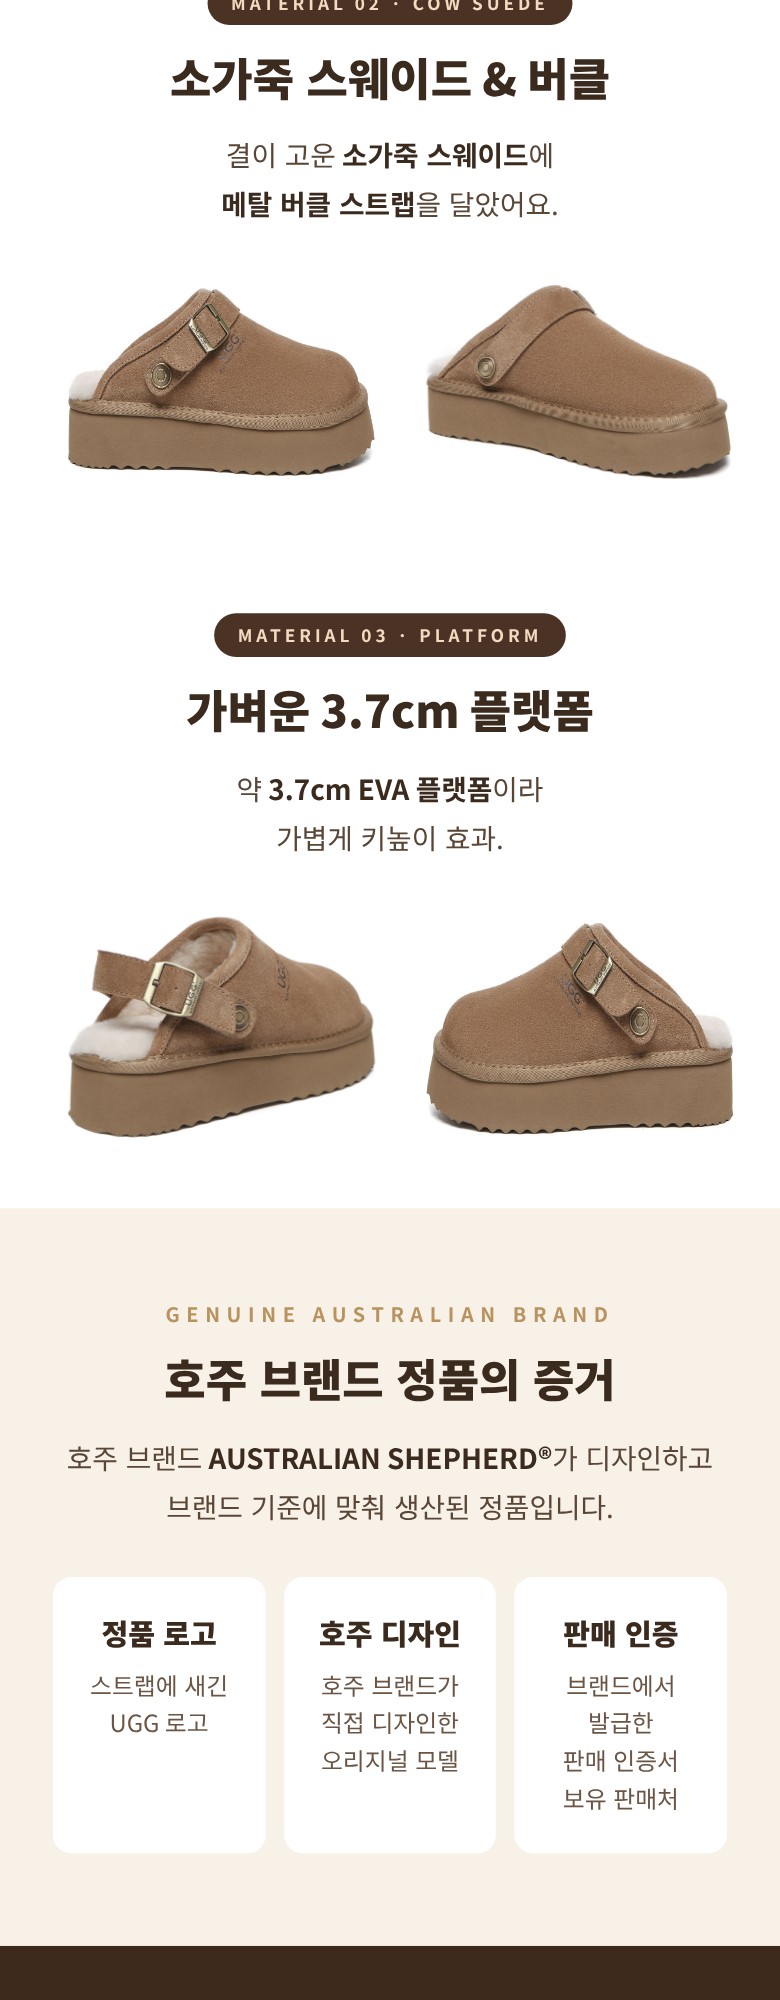 MATERIAL 02 · COW SUEDE
소가죽 스웨이드 & 버클
결이 고운 소가죽 스웨이드에
메탈 버클 스트랩을 달았어요.
UGG
MATERIAL 03 · PLATFORM
가벼운 3.7cm 플랫폼
약 3.7cm EVA 플랫폼이라
가볍게 키높이 효과.
UGG
UGG
UGG
GENUINE AUSTRALIAN BRAND
호주 브랜드 정품의 증거
호주 브랜드 AUSTRALIAN SHEPHERD®가 디자인하고
브랜드 기준에 맞춰 생산된 정품입니다.
정품 로고
스트랩에 새긴
UGG 로고
호주 디자인
호주 브랜드가
직접 디자인한
오리지널 모델
판매 인증
브랜드에서
발급한
판매 인증서
보유 판매처